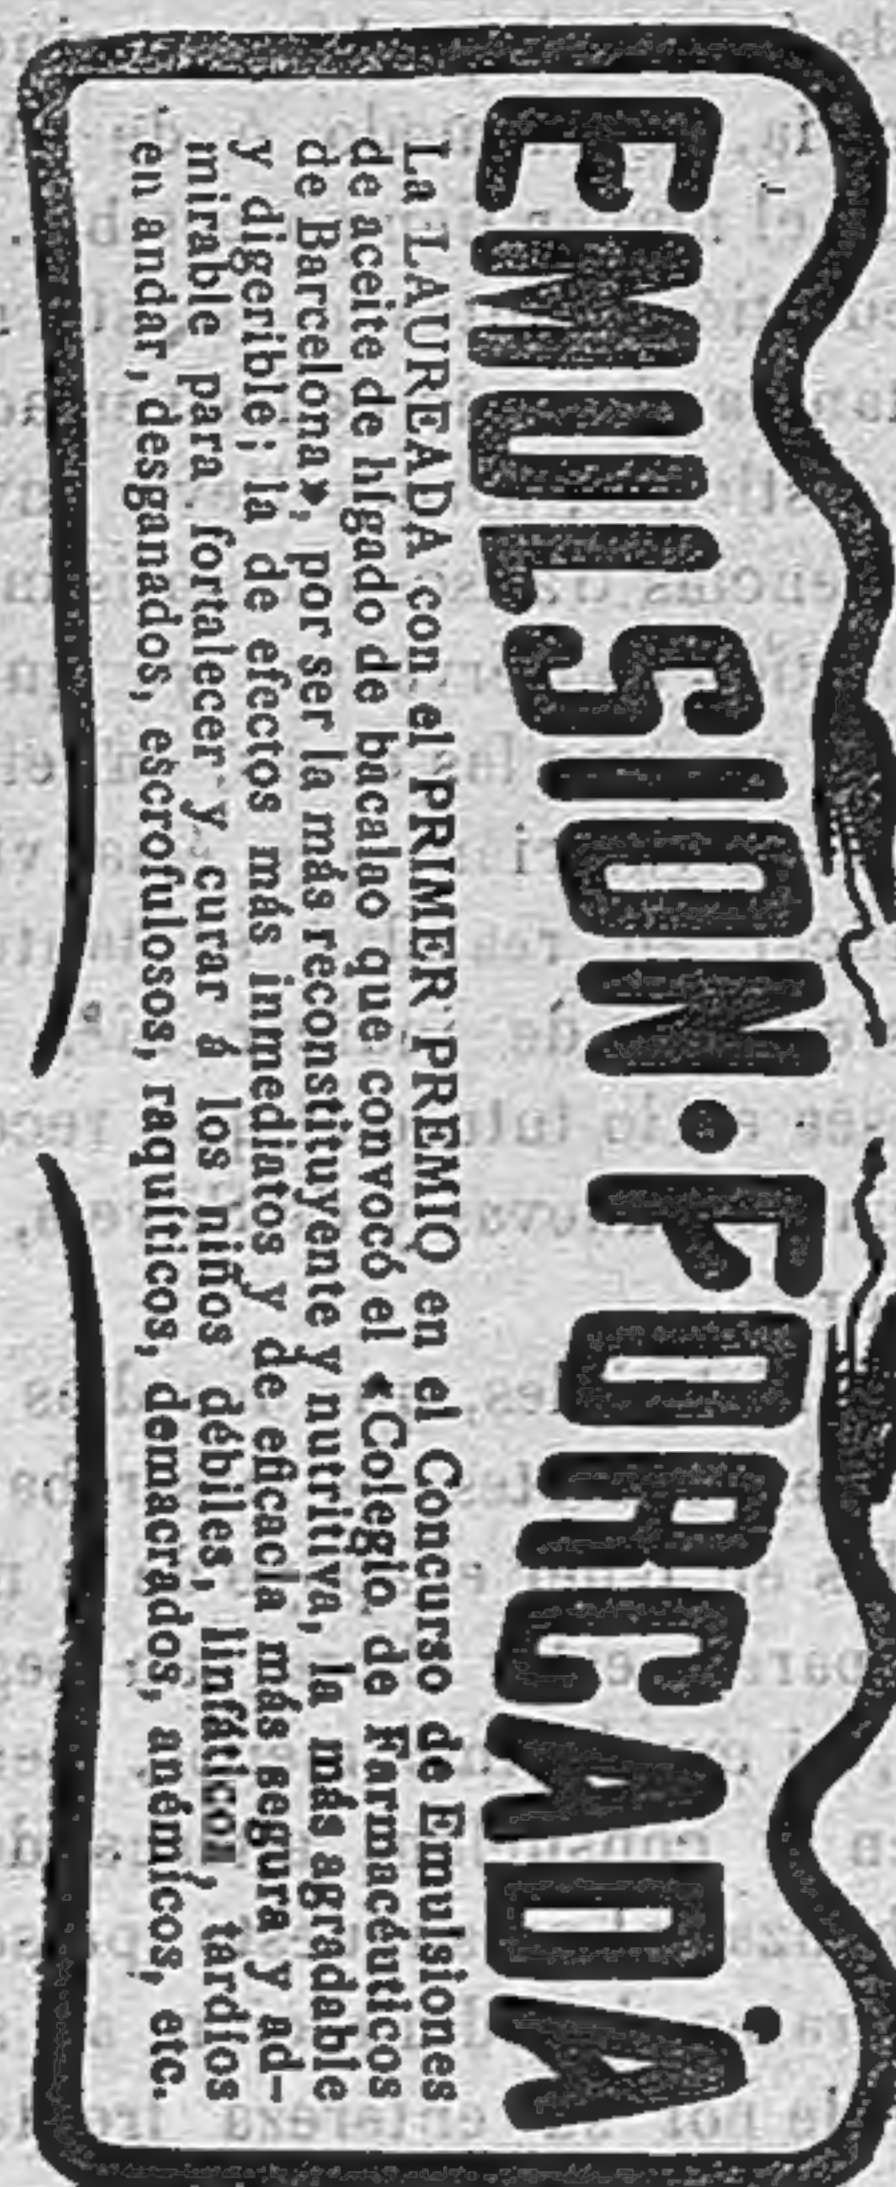 EMULSION · FORCADÁ
La LAUREADA con el PRIMER PREMIO en el Concurso de Emulsiones
de aceite de hígado de bacalao que convocó el «Colegio de Farmacéuticos
de Barcelona», por ser la más reconstituyente y nutritiva, la más agradable
y digerible; la de efectos más inmediatos y de eficacia más segura y ad-
mirable para fortalecer y curar á los niños débiles, linfáticos, tardíos
en andar, desganados, escrofulosos, raquíticos, demacrados, anémicos, etc.